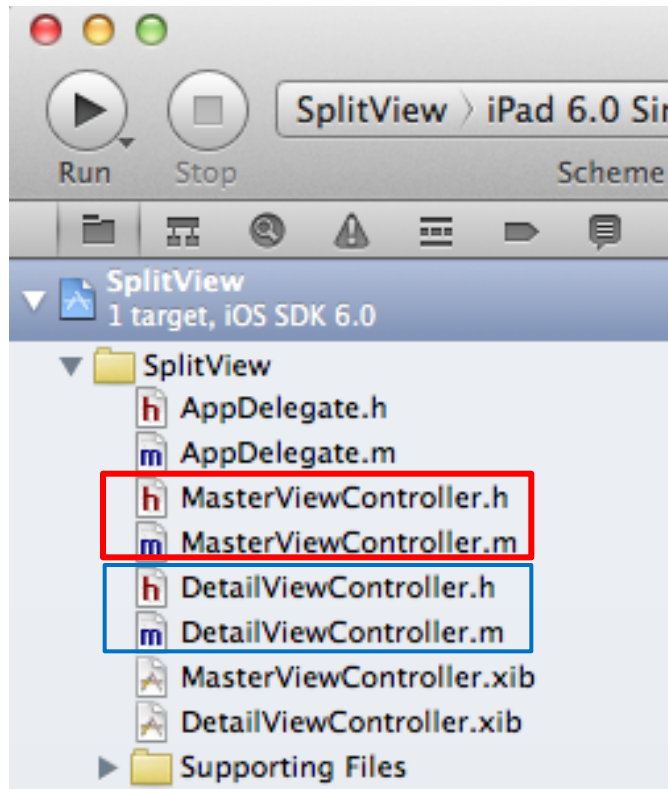 SplitView 〉 iPad 6.0 Sir
Run
Stop
Scheme
SplitView
1 target, iOS SDK 6.0
SplitView
h AppDelegate.h
m AppDelegate.m
h MasterViewController.h
m MasterViewController.m
h DetailViewController.h
m DetailViewController.m
MasterViewController.xib
DetailViewController.xib
Supporting Files